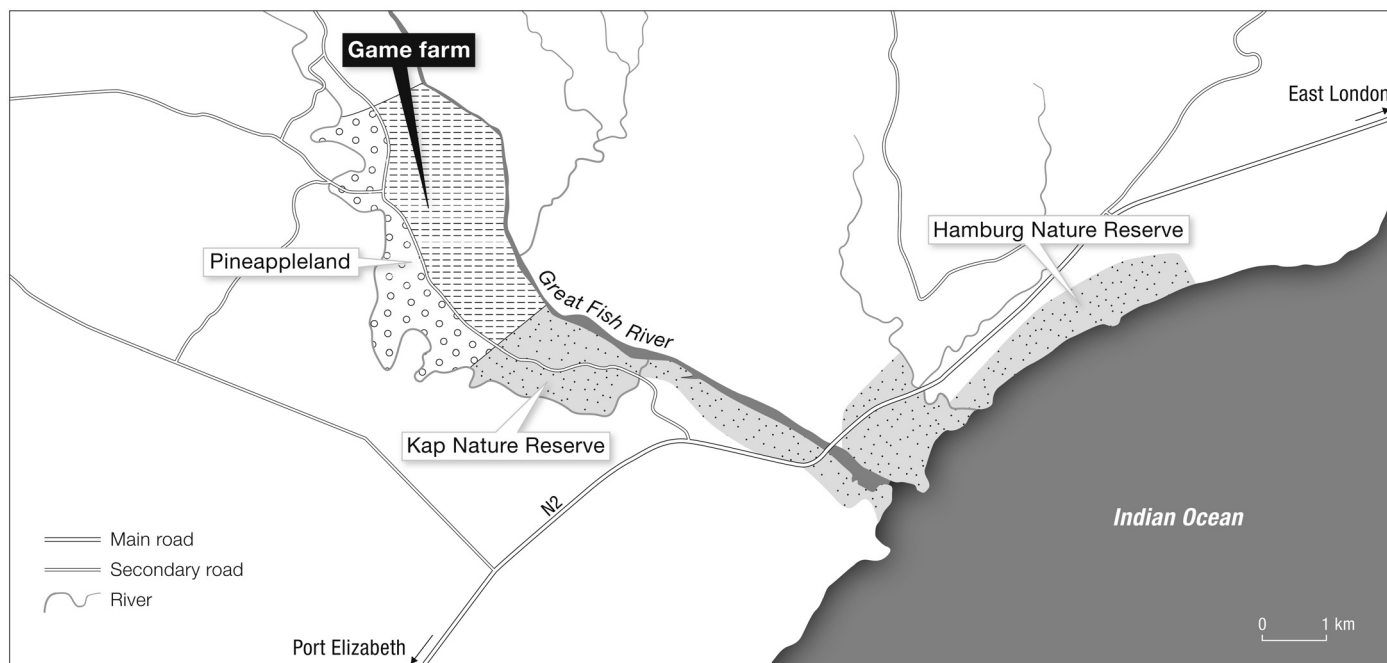 Game farm
East London
Hamburg Nature Reserve
Pineappleland
Great Fish River
Kap Nature Reserve
N2
Indian Ocean
Main road
Secondary road
River
Port Elizabeth
0 1 km